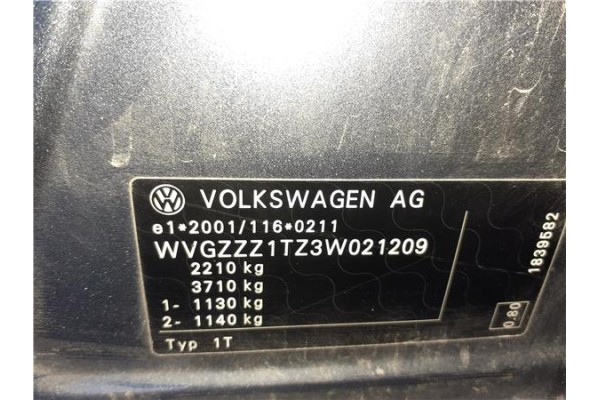 VOLKSWAGEN AG
e1*2001/116*0211
WVGZZZ1TZ3W021209
2210 kg
3710 kg
1- 1130 kg
2- 1140 kg
Typ 1T
1839582
0.80